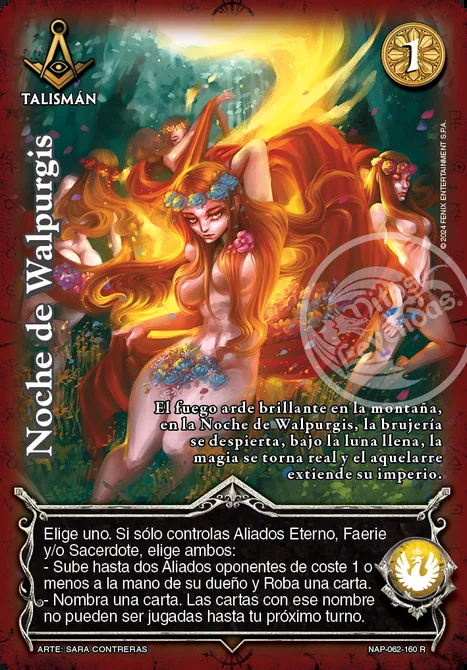 TALISMÁN
1
Noche de Walpurgis
© 2024 FENIX ENTERTAINMENT S.P.A.
Mitos y
Leyendas.
El fuego arde brillante en la montaña,
en la Noche de Walpurgis, la brujería
se despierta, bajo la luna llena, la
magia se torna real y el aquelarre
extiende su imperio.
Elige uno. Si sólo controlas Aliados Eterno, Faerie
y/o Sacerdote, elige ambos:
- Sube hasta dos Aliados oponentes de coste 1 o
menos a la mano de su dueño y Roba una carta.
- Nombra una carta. Las cartas con ese nombre
no pueden ser jugadas hasta tu próximo turno.
ARTE: SARA CONTRERAS
NAP-062-160 R